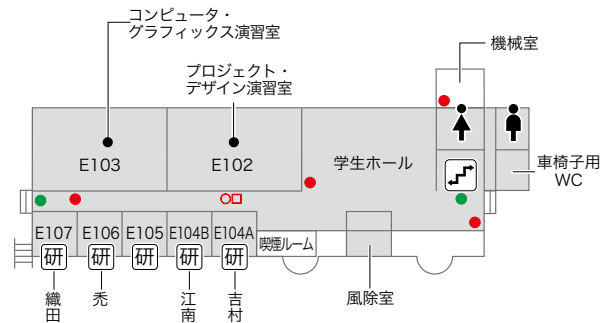 コンピュータ・
グラフィックス演習室
プロジェクト・
デザイン演習室
機械室
E103
E102
学生ホール
車椅子用
WC
E107
E106
E105
E104B
E104A
研
研
研
研
研
喫煙ルーム
織田
禿
江南
吉村
風除室